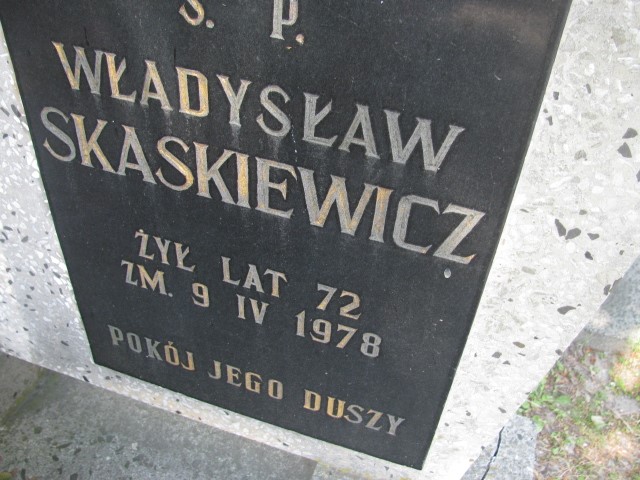 Ś. P.
WŁADYSŁAW
SKASKIEWICZ
ŻYŁ LAT 72
ZM. 9 IV 1978
POKÓJ JEGO DUSZY